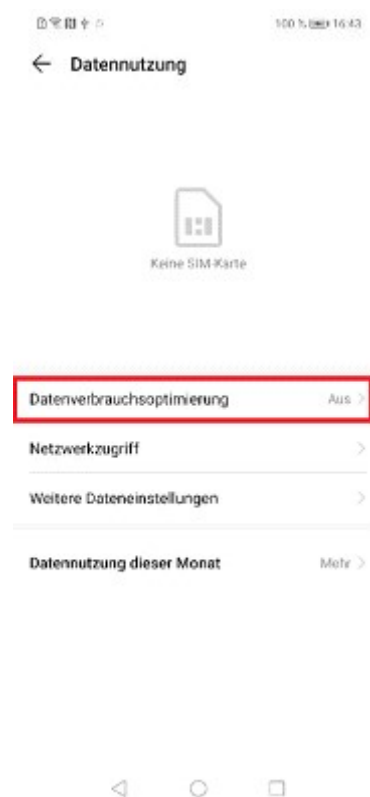 100 % 16:43
Datennutzung
Keine SIM-Karte
Datenverbrauchsoptimierung Aus
Netzwerkzugriff
Weitere Dateneinstellungen
Datennutzung dieser Monat Mehr